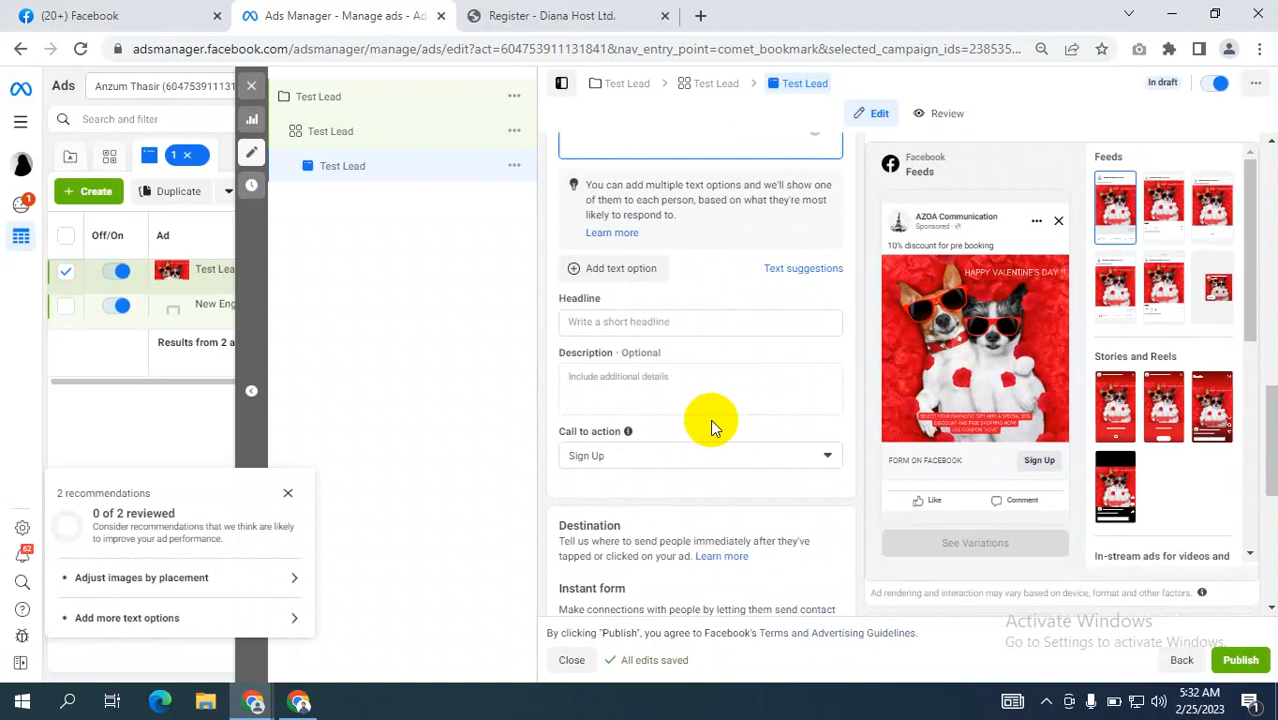 (20+) Facebook
Ads Manager - Manage ads - Ad
Register - Diana Host Ltd.
adsmanager.facebook.com/adsmanager/manage/ads/edit?act=604753911131841&nav_entry_point=comet_bookmark&selected_campaign_ids=238535...
Ads
Anzum Thasir (6047539111318
Search and filter
1
Create
Duplicate
Off/On
Ad
Test Lea
New Eng
Results from 2 a
2 recommendations
0 of 2 reviewed
Consider recommendations that we think are likely
to improve your ad performance.
Adjust images by placement
Add more text options
1
62
Test Lead
Test Lead
Test Lead
Test Lead
Test Lead
Test Lead
In draft
Edit
Review
You can add multiple text options and we'll show one
of them to each person, based on what they're most
likely to respond to.
Learn more
Add text option
Text suggestions
Headline
Write a short headline
Description · Optional
Include additional details
Call to action
Sign Up
Destination
Tell us where to send people immediately after they've
tapped or clicked on your ad. Learn more
Instant form
Make connections with people by letting them send contact
Facebook
Feeds
AZOA Communication
Sponsored ·
10% discount for pre booking
HAPPY VALENTINE'S DAY !!
FORM ON FACEBOOK
Sign Up
Like
Comment
See Variations
Feeds
Stories and Reels
In-stream ads for videos and
Ad rendering and interaction may vary based on device, format and other factors.
By clicking "Publish", you agree to Facebook's Terms and Advertising Guidelines.
Close
All edits saved
Back
Publish
Activate Windows
Go to Settings to activate Windows.
5:32 AM
2/25/2023
1